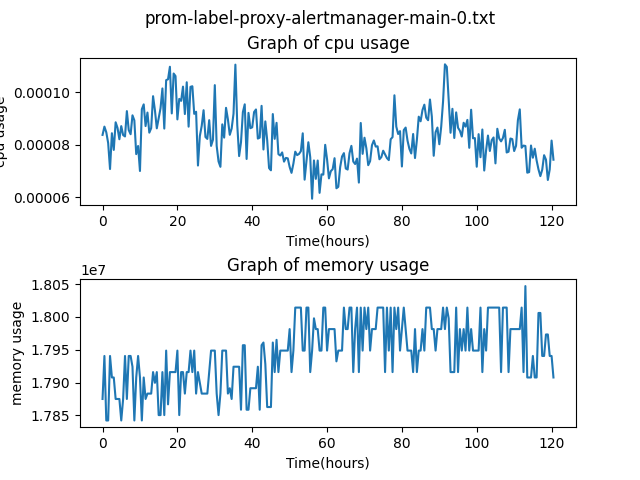 prom-label-proxy-alertmanager-main-0.txt
Graph of cpu usage
cpu usage
0.00010
0.00008
0.00006
0 20 40 60 80 100 120
Time(hours)
Graph of memory usage
1e7
memory usage
1.805
1.800
1.795
1.790
1.785
0 20 40 60 80 100 120
Time(hours)